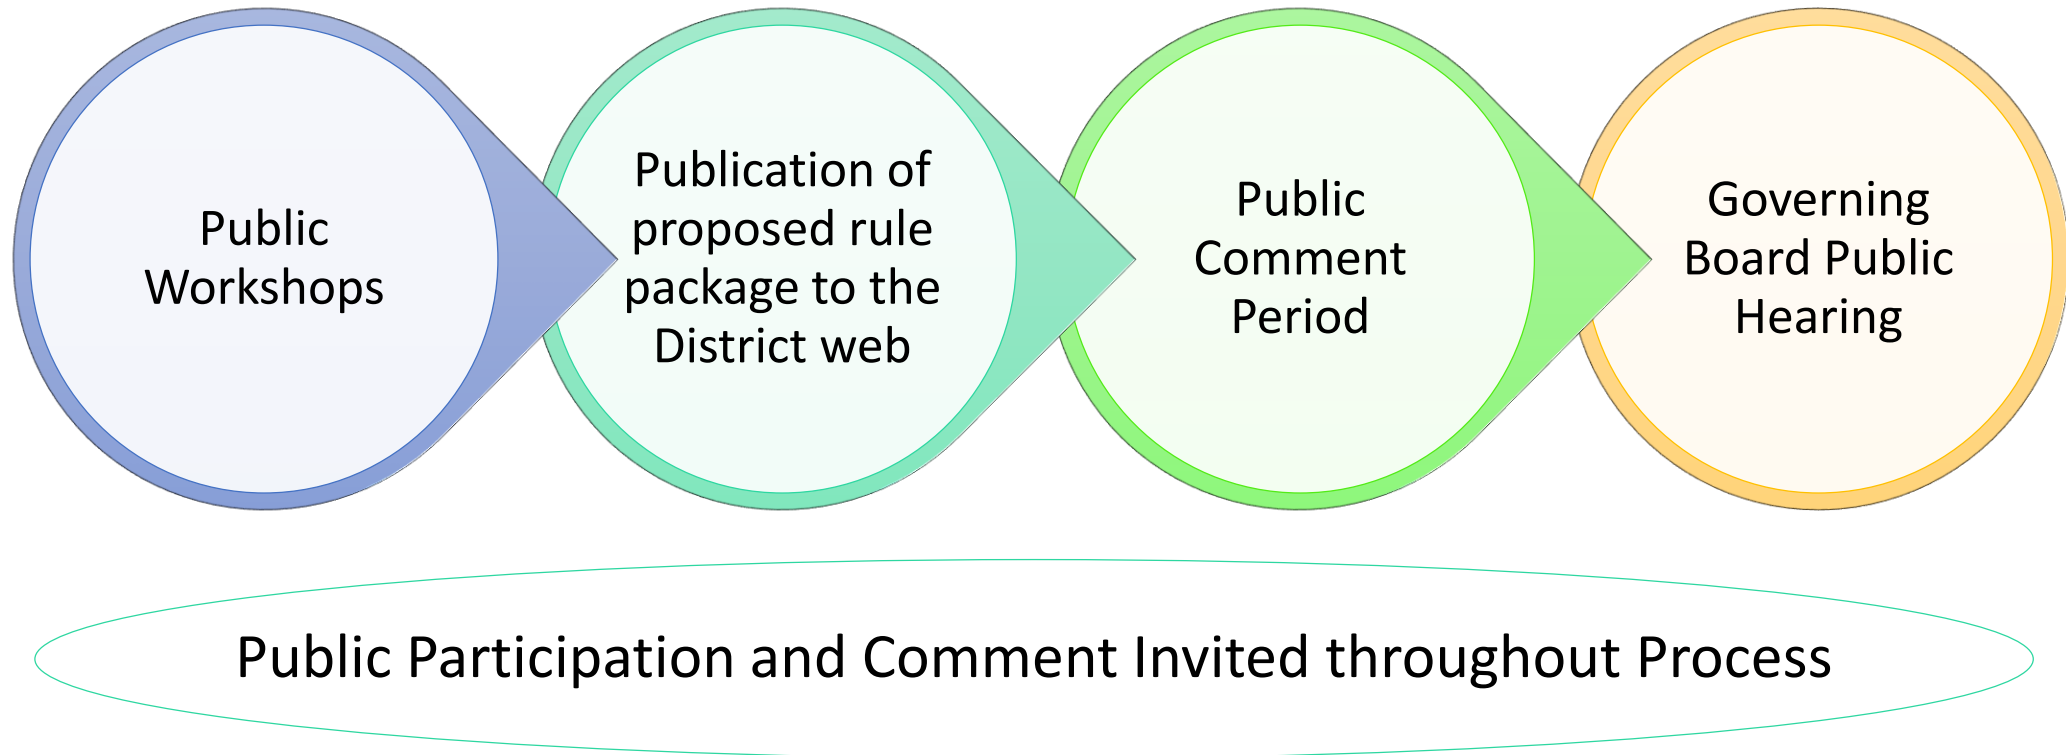 Public
Workshops
Publication of
proposed rule
package to the
District web
Public
Comment
Period
Governing
Board Public
Hearing
Public Participation and Comment Invited throughout Process